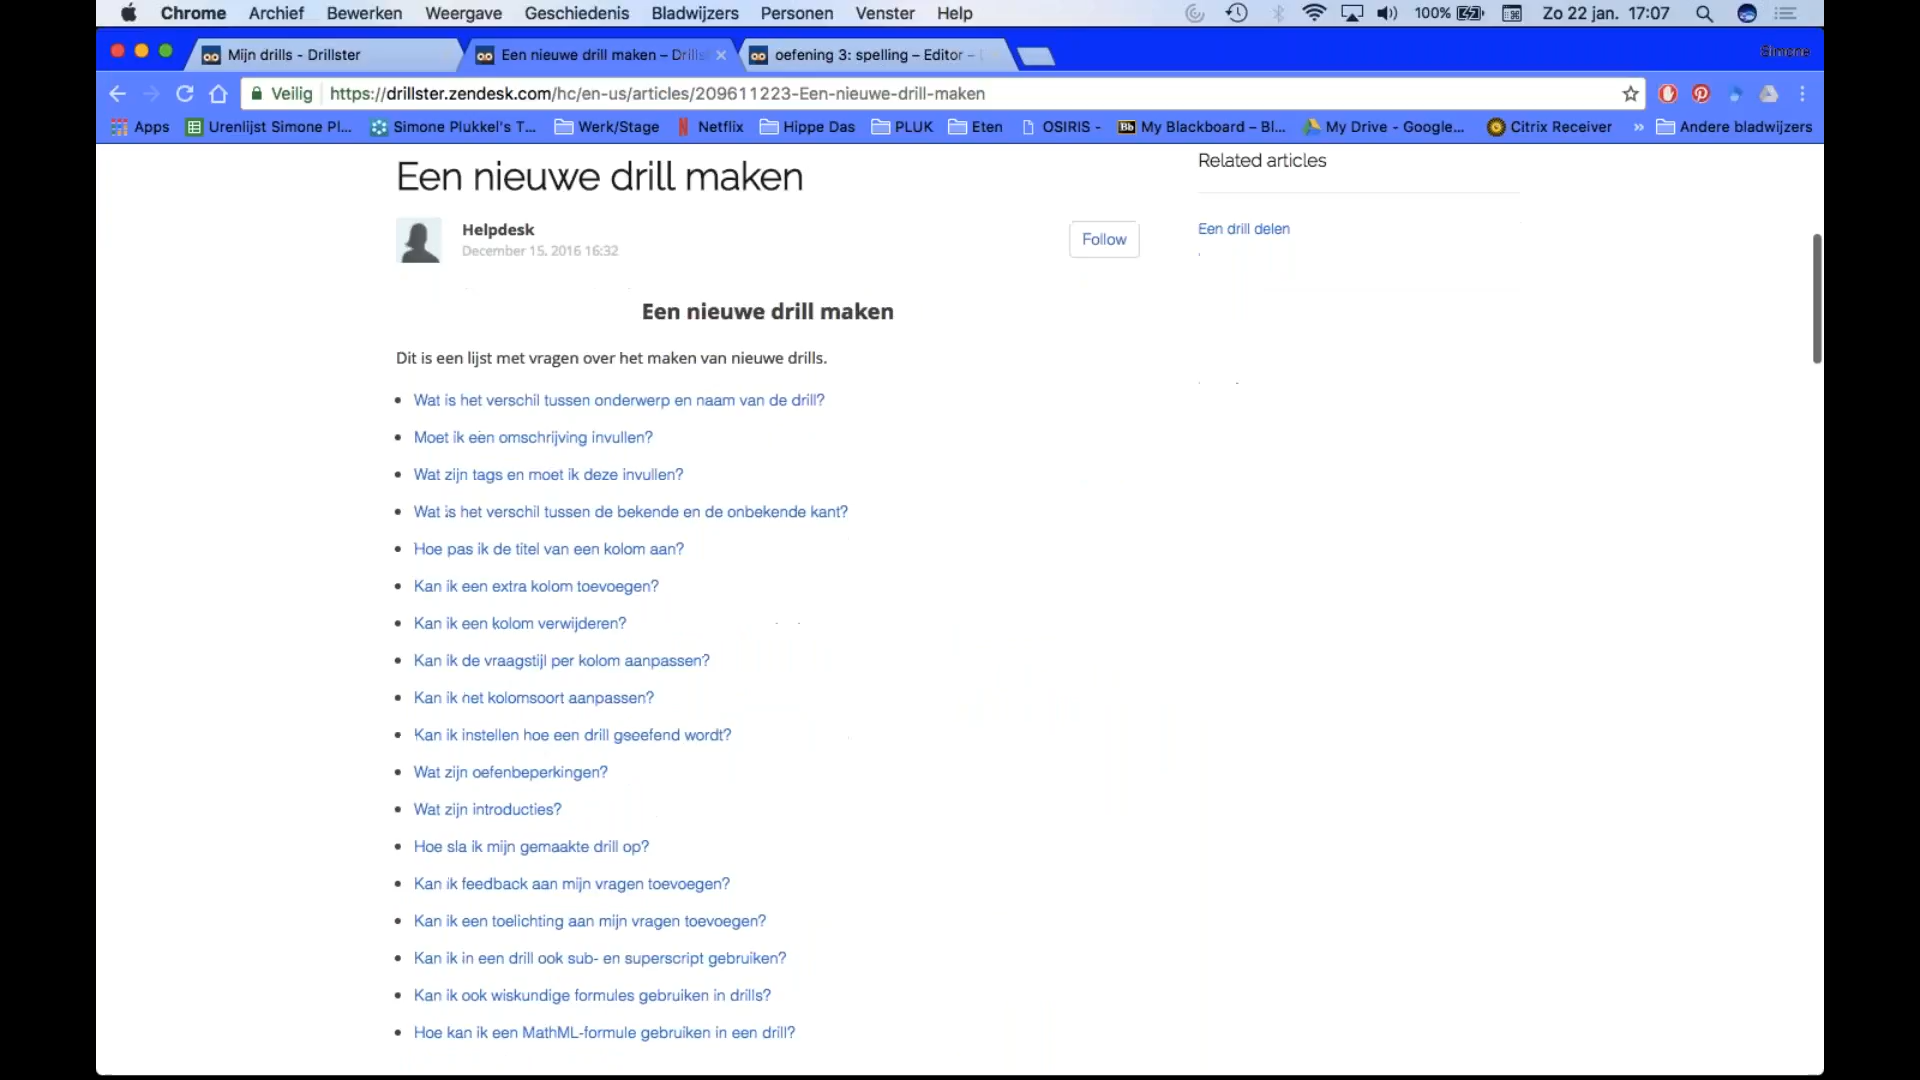 Chrome Archief Bewerken Weergave Geschiedenis Bladwijzers Personen Venster Help 100% Zo 22 jan. 17:07
Mijn drills - Drillster
Een nieuwe drill maken – Drills
oefening 3: spelling – Editor –
Simone
Veilig https://drillster.zendesk.com/hc/en-us/articles/209611223-Een-nieuwe-drill-maken
Apps Urenlijst Simone Pl... Simone Plukkel's T... Werk/Stage Netflix Hippe Das PLUK Eten OSIRIS - Bb My Blackboard – Bl... My Drive - Google... Citrix Receiver » Andere bladwijzers
Een nieuwe drill maken
Helpdesk
December 15, 2016 16:32
Follow
Related articles
Een drill delen
Een nieuwe drill maken
Dit is een lijst met vragen over het maken van nieuwe drills.
Wat is het verschil tussen onderwerp en naam van de drill?
Moet ik een omschrijving invullen?
Wat zijn tags en moet ik deze invullen?
Wat is het verschil tussen de bekende en de onbekende kant?
Hoe pas ik de titel van een kolom aan?
Kan ik een extra kolom toevoegen?
Kan ik een kolom verwijderen?
Kan ik de vraagstijl per kolom aanpassen?
Kan ik het kolomsoort aanpassen?
Kan ik instellen hoe een drill geoefend wordt?
Wat zijn oefenbeperkingen?
Wat zijn introducties?
Hoe sla ik mijn gemaakte drill op?
Kan ik feedback aan mijn vragen toevoegen?
Kan ik een toelichting aan mijn vragen toevoegen?
Kan ik in een drill ook sub- en superscript gebruiken?
Kan ik ook wiskundige formules gebruiken in drills?
Hoe kan ik een MathML-formule gebruiken in een drill?